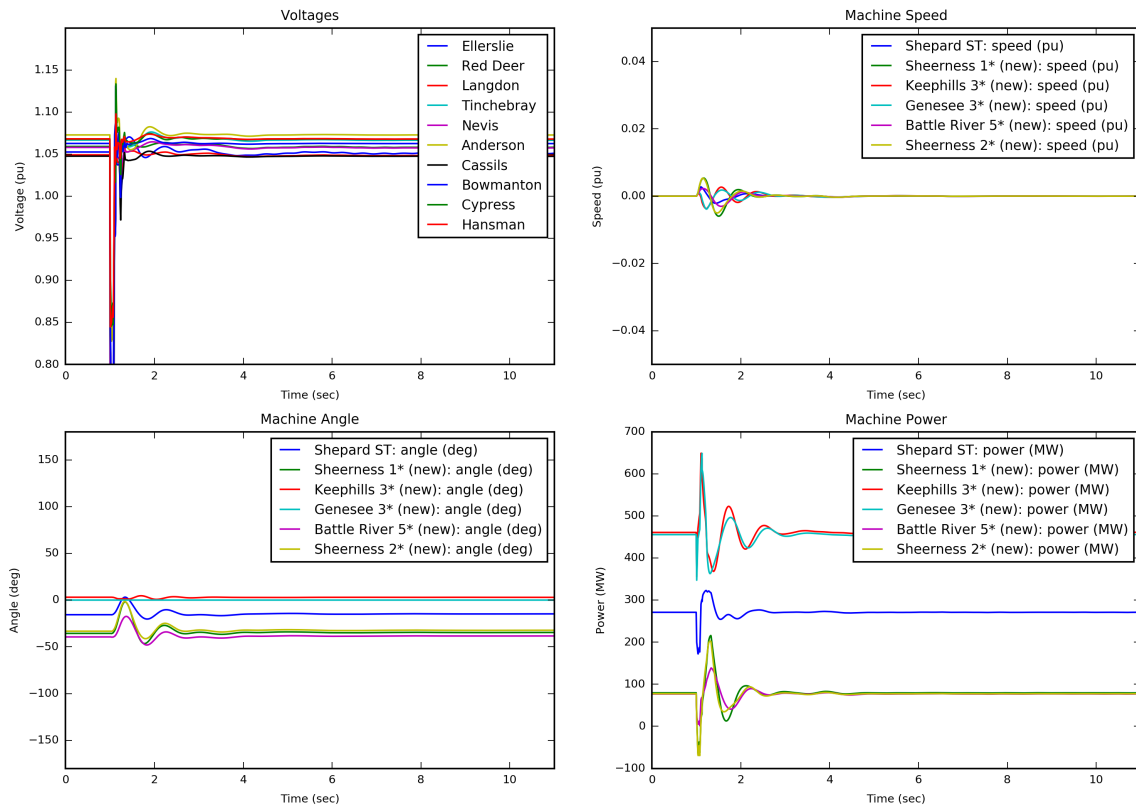 Voltages
1.15
1.10
1.05
1.00
0.95
0.90
0.85
0.80
Voltage (pu)
Ellerslie
Red Deer
Langdon
Tinchebray
Nevis
Anderson
Cassils
Bowmanton
Cypress
Hansman
0 2 4 6 8 10
Time (sec)
Machine Speed
0.04
0.02
0.00
−0.02
−0.04
Speed (pu)
Shepard ST: speed (pu)
Sheerness 1* (new): speed (pu)
Keephills 3* (new): speed (pu)
Genesee 3* (new): speed (pu)
Battle River 5* (new): speed (pu)
Sheerness 2* (new): speed (pu)
0 2 4 6 8 10
Time (sec)
Machine Angle
150
100
50
0
−50
−100
−150
Angle (deg)
Shepard ST: angle (deg)
Sheerness 1* (new): angle (deg)
Keephills 3* (new): angle (deg)
Genesee 3* (new): angle (deg)
Battle River 5* (new): angle (deg)
Sheerness 2* (new): angle (deg)
0 2 4 6 8 10
Time (sec)
Machine Power
700
600
500
400
300
200
100
0
−100
Power (MW)
Shepard ST: power (MW)
Sheerness 1* (new): power (MW)
Keephills 3* (new): power (MW)
Genesee 3* (new): power (MW)
Battle River 5* (new): power (MW)
Sheerness 2* (new): power (MW)
0 2 4 6 8 10
Time (sec)